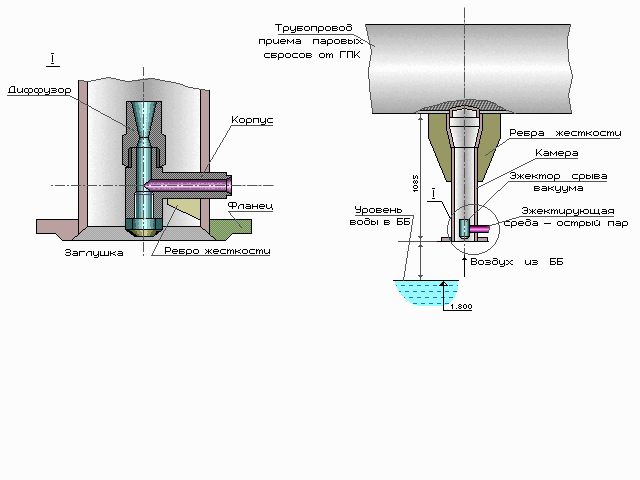 Ī
Диффузор
Корпус
Фланец
Заглушка
Ребро жесткости
Трубопровод
приема паровых
сбросов от ГПК
Ребра жесткости
Камера
Эжектор срыва
вакуума
Эжектирующая
среда – острый пар
Ī
1085
Уровень
воды в ББ
Воздух из ББ
1.800